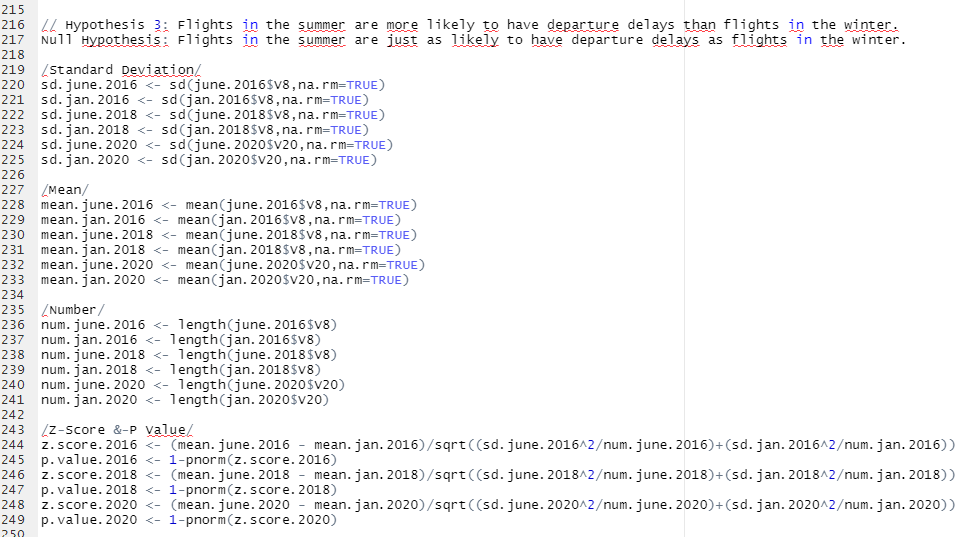 215
216 // Hypothesis 3: Flights in the summer are more likely to have departure delays than flights in the winter.
217 Null Hypothesis: Flights in the summer are just as likely to have departure delays as flights in the winter.
218
219 /Standard Deviation/
220 sd.june.2016 <- sd(june.2016$V8,na.rm=TRUE)
221 sd.jan.2016 <- sd(jan.2016$V8,na.rm=TRUE)
222 sd.june.2018 <- sd(june.2018$V8,na.rm=TRUE)
223 sd.jan.2018 <- sd(jan.2018$V8,na.rm=TRUE)
224 sd.june.2020 <- sd(june.2020$V20,na.rm=TRUE)
225 sd.jan.2020 <- sd(jan.2020$V20,na.rm=TRUE)
226
227 /Mean/
228 mean.june.2016 <- mean(june.2016$V8,na.rm=TRUE)
229 mean.jan.2016 <- mean(jan.2016$V8,na.rm=TRUE)
230 mean.june.2018 <- mean(june.2018$V8,na.rm=TRUE)
231 mean.jan.2018 <- mean(jan.2018$V8,na.rm=TRUE)
232 mean.june.2020 <- mean(june.2020$V20,na.rm=TRUE)
233 mean.jan.2020 <- mean(jan.2020$V20,na.rm=TRUE)
234
235 /Number/
236 num.june.2016 <- length(june.2016$V8)
237 num.jan.2016 <- length(jan.2016$V8)
238 num.june.2018 <- length(june.2018$V8)
239 num.jan.2018 <- length(jan.2018$V8)
240 num.june.2020 <- length(june.2020$V20)
241 num.jan.2020 <- length(jan.2020$V20)
242
243 /Z-Score &-P Value/
244 z.score.2016 <- (mean.june.2016 - mean.jan.2016)/sqrt((sd.june.2016^2/num.june.2016)+(sd.jan.2016^2/num.jan.2016))
245 p.value.2016 <- 1-pnorm(z.score.2016)
246 z.score.2018 <- (mean.june.2018 - mean.jan.2018)/sqrt((sd.june.2018^2/num.june.2018)+(sd.jan.2018^2/num.jan.2018))
247 p.value.2018 <- 1-pnorm(z.score.2018)
248 z.score.2020 <- (mean.june.2020 - mean.jan.2020)/sqrt((sd.june.2020^2/num.june.2020)+(sd.jan.2020^2/num.jan.2020))
249 p.value.2020 <- 1-pnorm(z.score.2020)
250